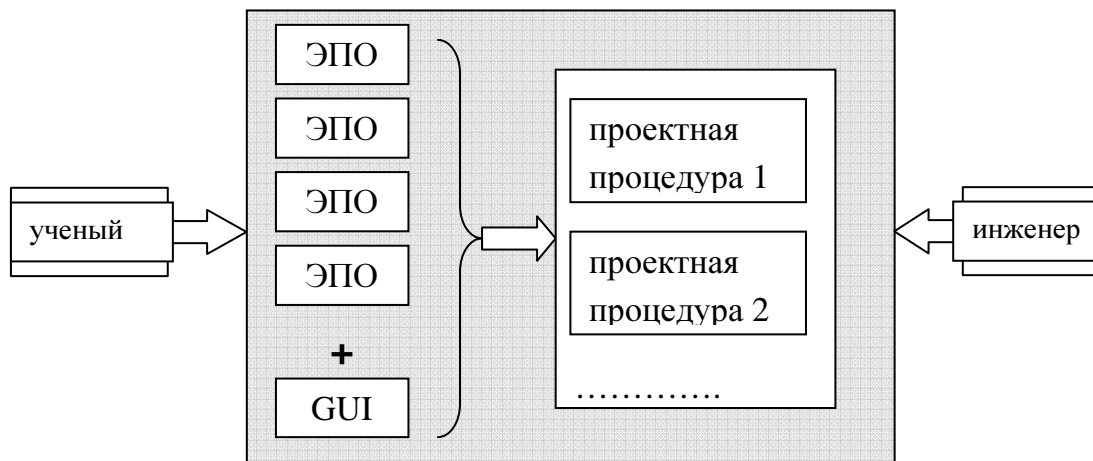 ученый
ЭПО
ЭПО
ЭПО
ЭПО
+
GUI
проектная
процедура 1
проектная
процедура 2
.............
инженер